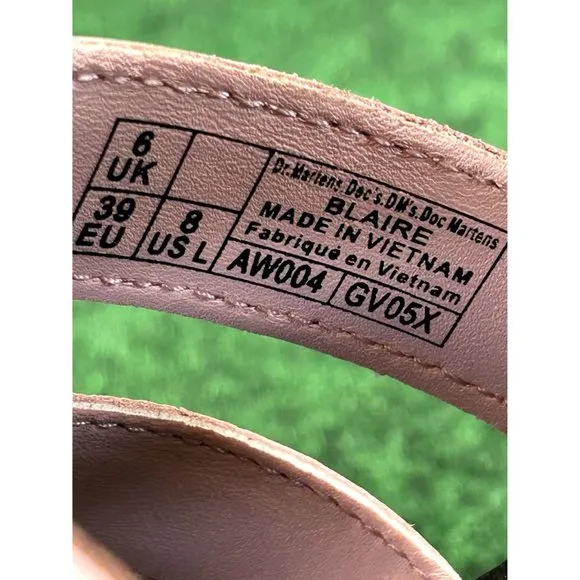 6
UK
39
EU
8
US L
Dr.Martens.Doc's.DM's.Doc Martens
BLAIRE
MADE IN VIETNAM
Fabriqué en Vietnam
AW004
GV05X